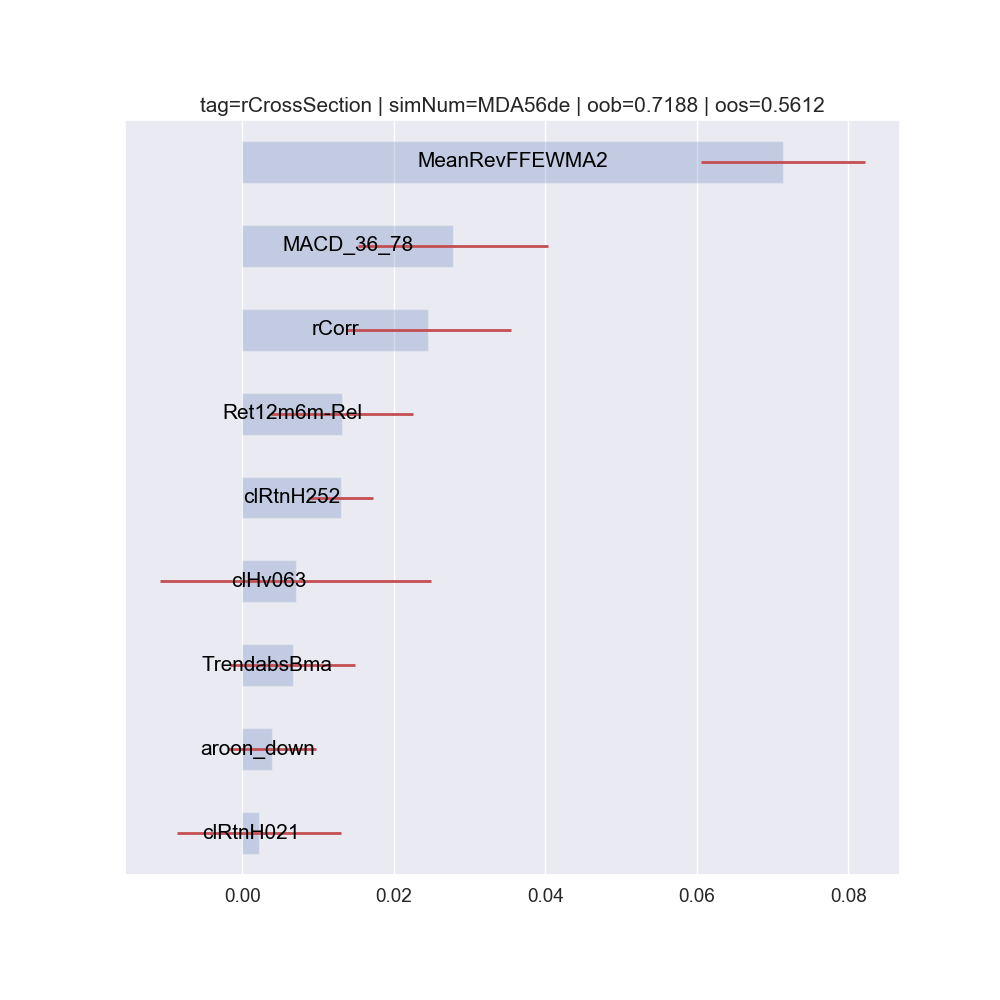 tag=rCrossSection | simNum=MDA56de | oob=0.7188 | oos=0.5612
MeanRevFFEWMA2
MACD_36_78
rCorr
Ret12m6m-Rel
clRtnH252
clHv063
TrendabsBma
aroon_down
clRtnH021
0.00 0.02 0.04 0.06 0.08